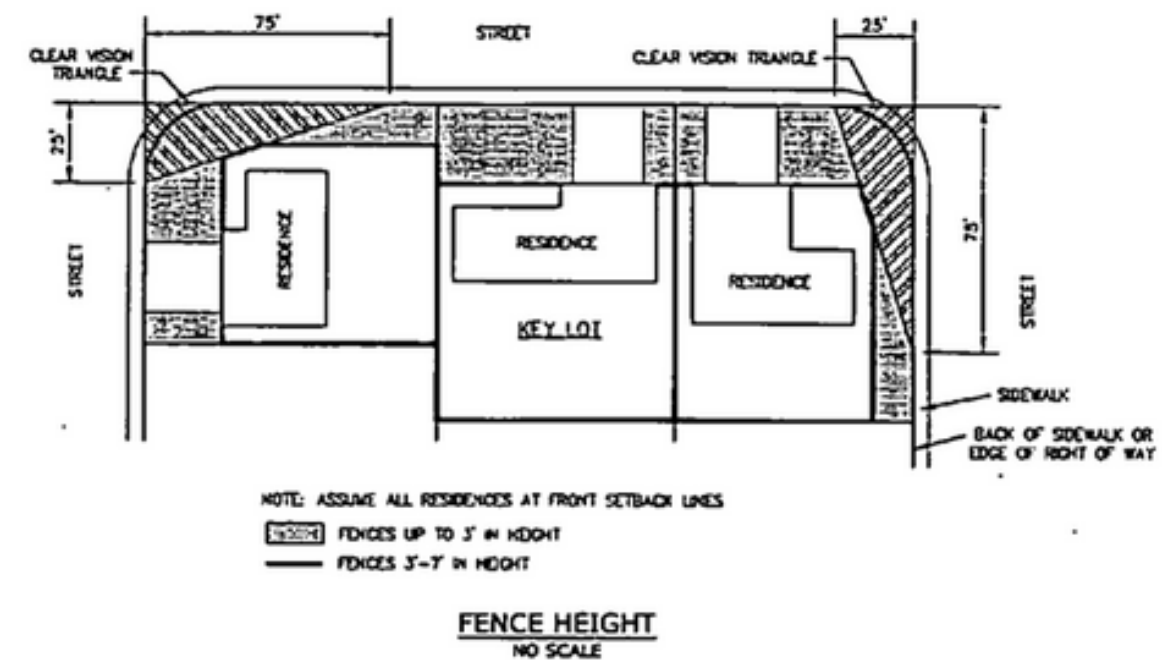 75'
STREET
25'
CLEAR VISION
TRIANGLE
CLEAR VISION TRIANGLE
25'
75'
STREET
RESIDENCE
RESIDENCE
RESIDENCE
STREET
KEY LOT
SIDEWALK
BACK OF SIDEWALK OR
EDGE OF RIGHT OF WAY
NOTE: ASSUME ALL RESIDENCES AT FRONT SETBACK LINES
FENCES UP TO 3' IN HEIGHT
FENCES 3'-7' IN HEIGHT
FENCE HEIGHT
NO SCALE